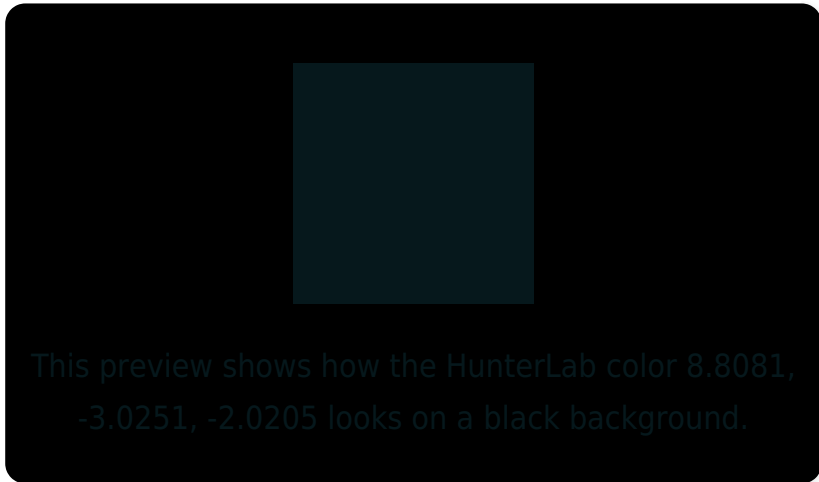 This preview shows how the HunterLab color 8.8081,
-3.0251, -2.0205 looks on a black background.